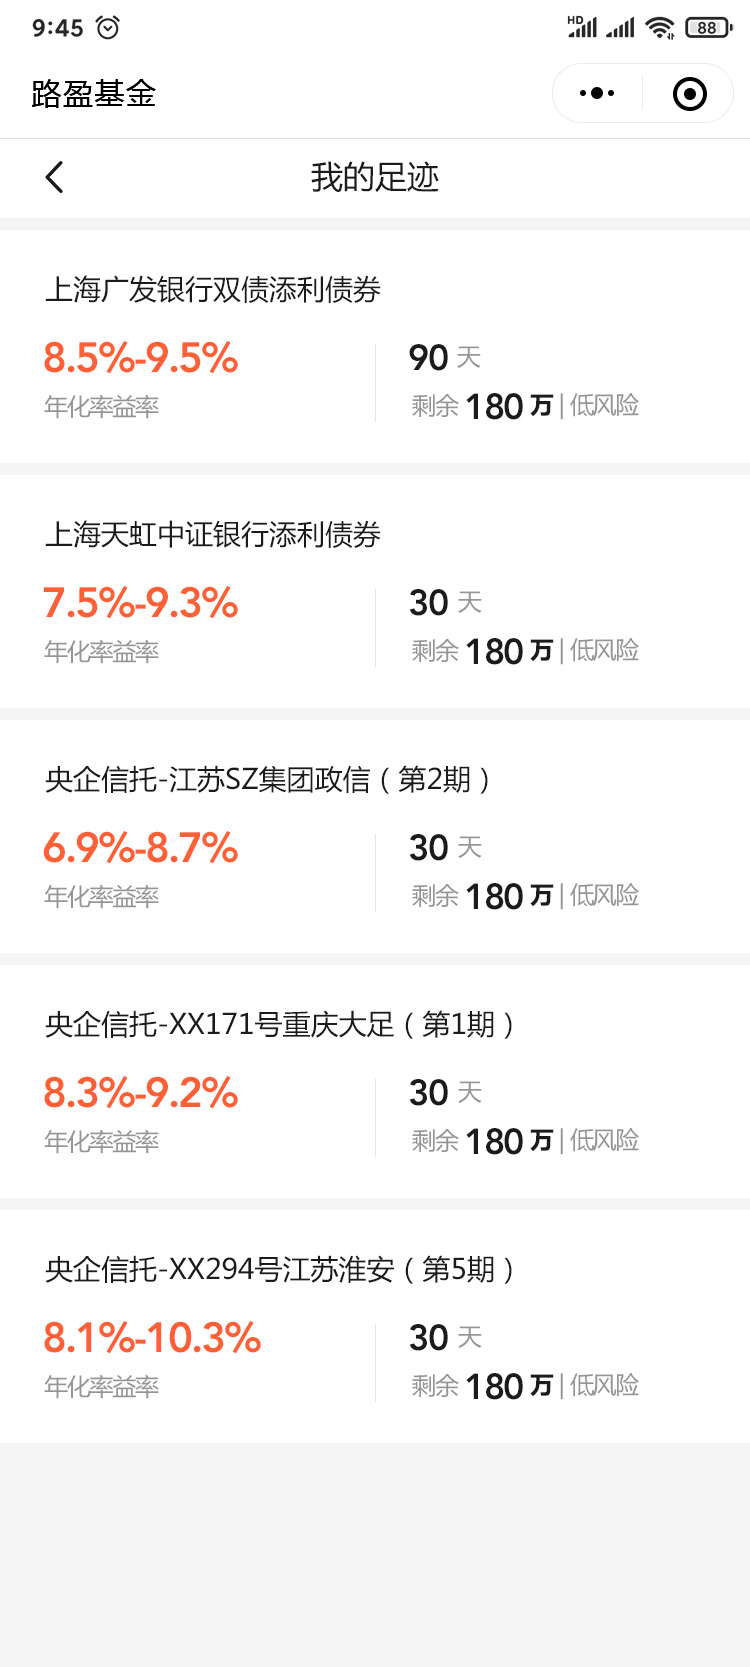 9:45
HD
88
路盈基金
我的足迹
上海广发银行双债添利债券
8.5%-9.5%
90 天
年化率益率
剩余 180 万|低风险
上海天虹中证银行添利债券
7.5%-9.3%
30 天
年化率益率
剩余 180 万|低风险
央企信托-江苏SZ集团政信（第2期）
6.9%-8.7%
30 天
年化率益率
剩余 180 万|低风险
央企信托-XX171号重庆大足（第1期）
8.3%-9.2%
30 天
年化率益率
剩余 180 万|低风险
央企信托-XX294号江苏淮安（第5期）
8.1%-10.3%
30 天
年化率益率
剩余 180 万|低风险